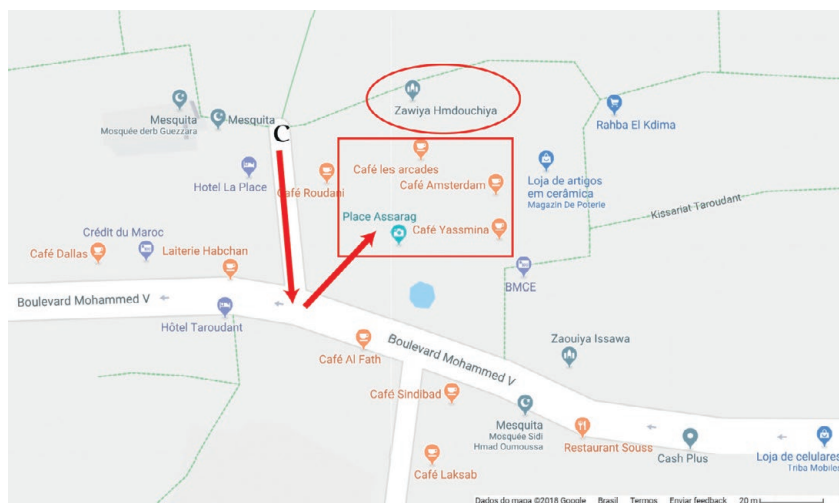 Zawiya Hmdouchiya
Mesquita
Mosquée derb Guezzara
Mesquita
C
Rahba El Kdima
Café les arcades
Hotel La Place
Café Roudani
Café Amsterdam
Loja de artigos
em cerâmica
Magazin De Poterie
Kissariat Taroudant
Place Assarag
Café Yassmina
Crédit du Maroc
Café Dallas
Laiterie Habchan
BMCE
Boulevard Mohammed V
Hôtel Taroudant
Boulevard Mohammed V
Café Al Fath
Zaouiya Issawa
Café Sindibad
Mesquita
Mosquée Sidi
Hmad Oumoussa
Restaurant Souss
Cash Plus
Loja de celulares
Triba Mobiles
Café Laksab
Dados do mapa ©2018 Google Brasil Termos Enviar feedback 20 m